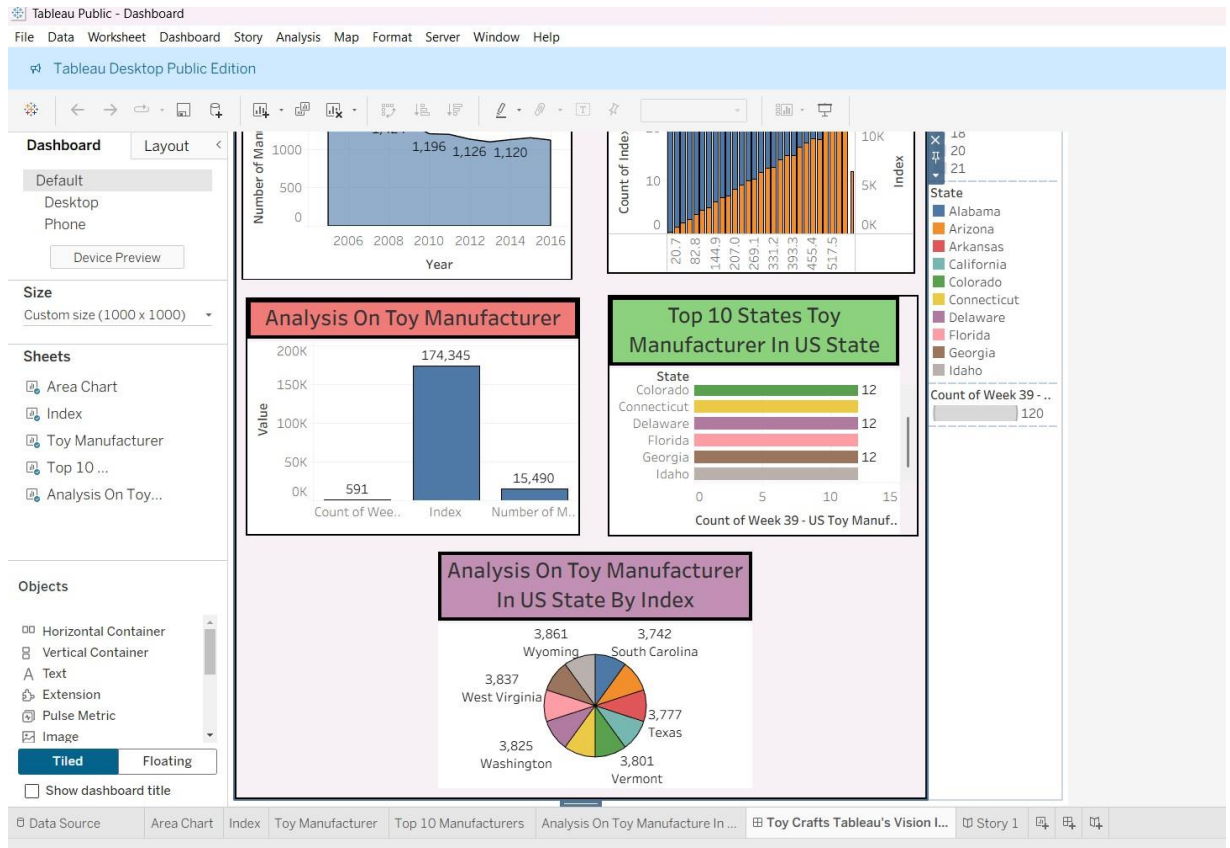 Tableau Public - Dashboard
File Data Worksheet Dashboard Story Analysis Map Format Server Window Help
Tableau Desktop Public Edition
Dashboard Layout
Default
Desktop
Phone
Device Preview
Size
Custom size (1000 x 1000)
Sheets
Area Chart
Index
Toy Manufacturer
Top 10 ...
Analysis On Toy...
Objects
Horizontal Container
Vertical Container
Text
Extension
Pulse Metric
Image
Tiled Floating
Show dashboard title
Number of Man
1000
500
0
1,196 1,126 1,120
2006 2008 2010 2012 2014 2016
Year
Count of Index
10
0
10K
5K
0K
Index
20.7 82.8 144.9 207.0 269.1 331.2 393.3 455.4 517.5
18
20
21
State
Alabama
Arizona
Arkansas
California
Colorado
Connecticut
Delaware
Florida
Georgia
Idaho
Count of Week 39 - ..
120
Analysis On Toy Manufacturer
Value
200K
150K
100K
50K
0K
591
174,345
15,490
Count of Wee.. Index Number of M..
Top 10 States Toy
Manufacturer In US State
State
Colorado 12
Connecticut
Delaware 12
Florida
Georgia 12
Idaho
0 5 10 15
Count of Week 39 - US Toy Manuf..
Analysis On Toy Manufacturer
In US State By Index
3,861
Wyoming
3,742
South Carolina
3,837
West Virginia
3,777
Texas
3,825
Washington
3,801
Vermont
Data Source Area Chart Index Toy Manufacturer Top 10 Manufacturers Analysis On Toy Manufacture In ... Toy Crafts Tableau's Vision I... Story 1